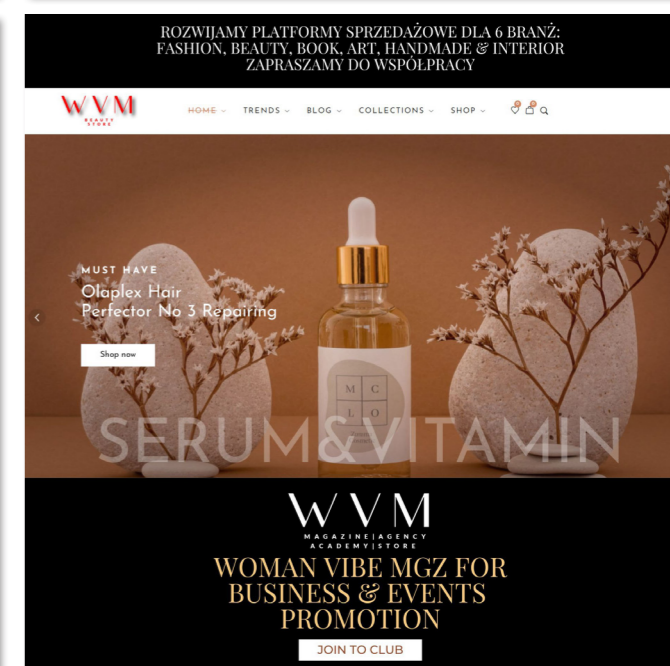 ROZWIJAMY PLATFORMY SPRZEDAŻOWE DLA 6 BRANŻ:
FASHION, BEAUTY, BOOK, ART, HANDMADE & INTERIOR
ZAPRASZAMY DO WSPÓŁPRACY
WVM
BEAUTY
STORE
HOME TRENDS BLOG COLLECTIONS SHOP
MUST HAVE
Olaplex Hair
Perfector No 3 Repairing
Shop now
M C
L O
SERUM&VITAMIN
WVM
MAGAZINE|AGENCY
ACADEMY|STORE
WOMAN VIBE MGZ FOR
BUSINESS & EVENTS
PROMOTION
JOIN TO CLUB